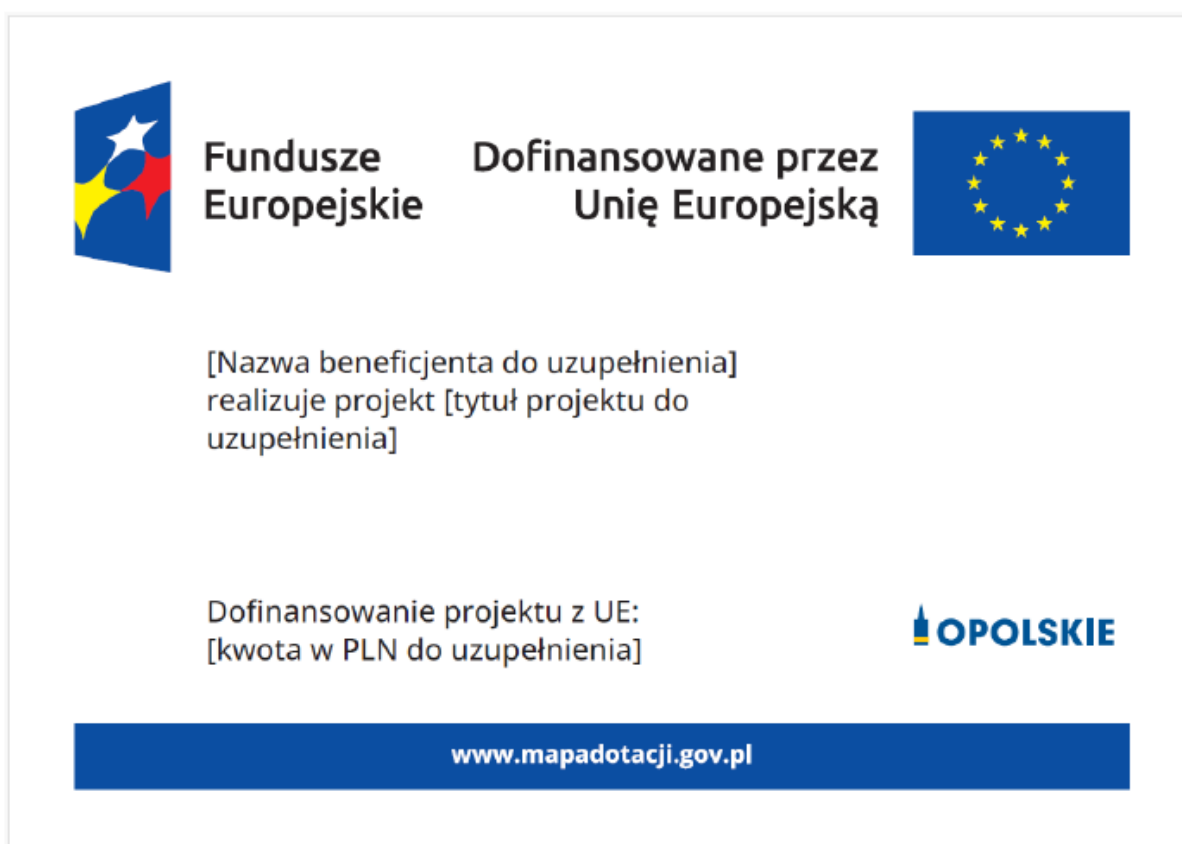 Fundusze
Europejskie
Dofinansowane przez
Unię Europejską
[Nazwa beneficjenta do uzupełnienia]
realizuje projekt [tytuł projektu do
uzupełnienia]
Dofinansowanie projektu z UE:
[kwota w PLN do uzupełnienia]
OPOLSKIE
www.mapadotacji.gov.pl